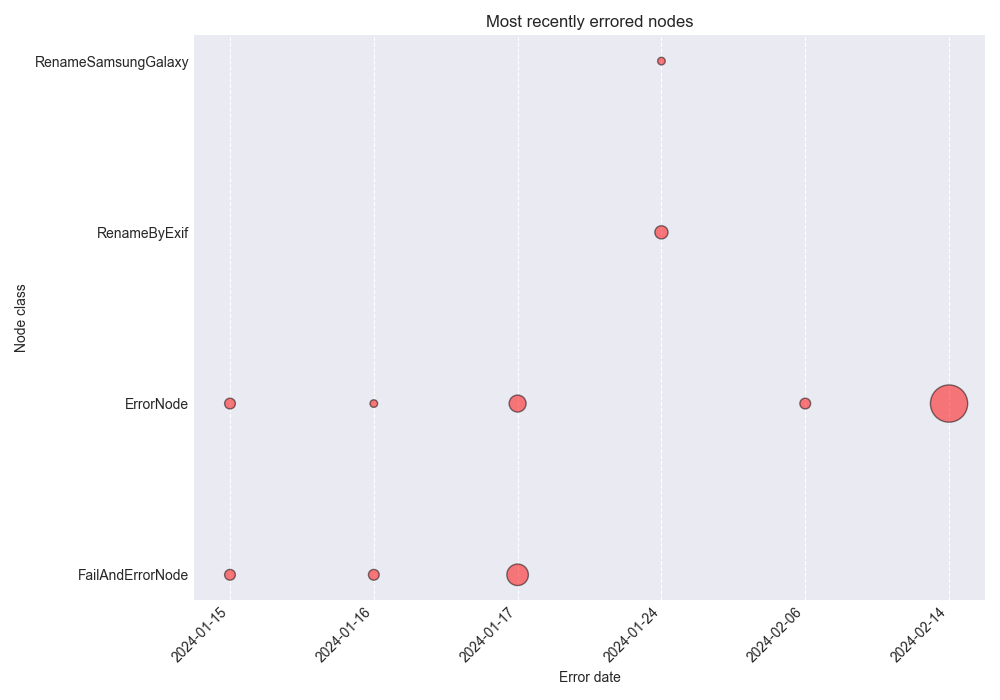 Most recently errored nodes
RenameSamsungGalaxy
RenameByExif
Node class
ErrorNode
FailAndErrorNode
2024-01-15
2024-01-16
2024-01-17
2024-01-24
2024-02-06
2024-02-14
Error date